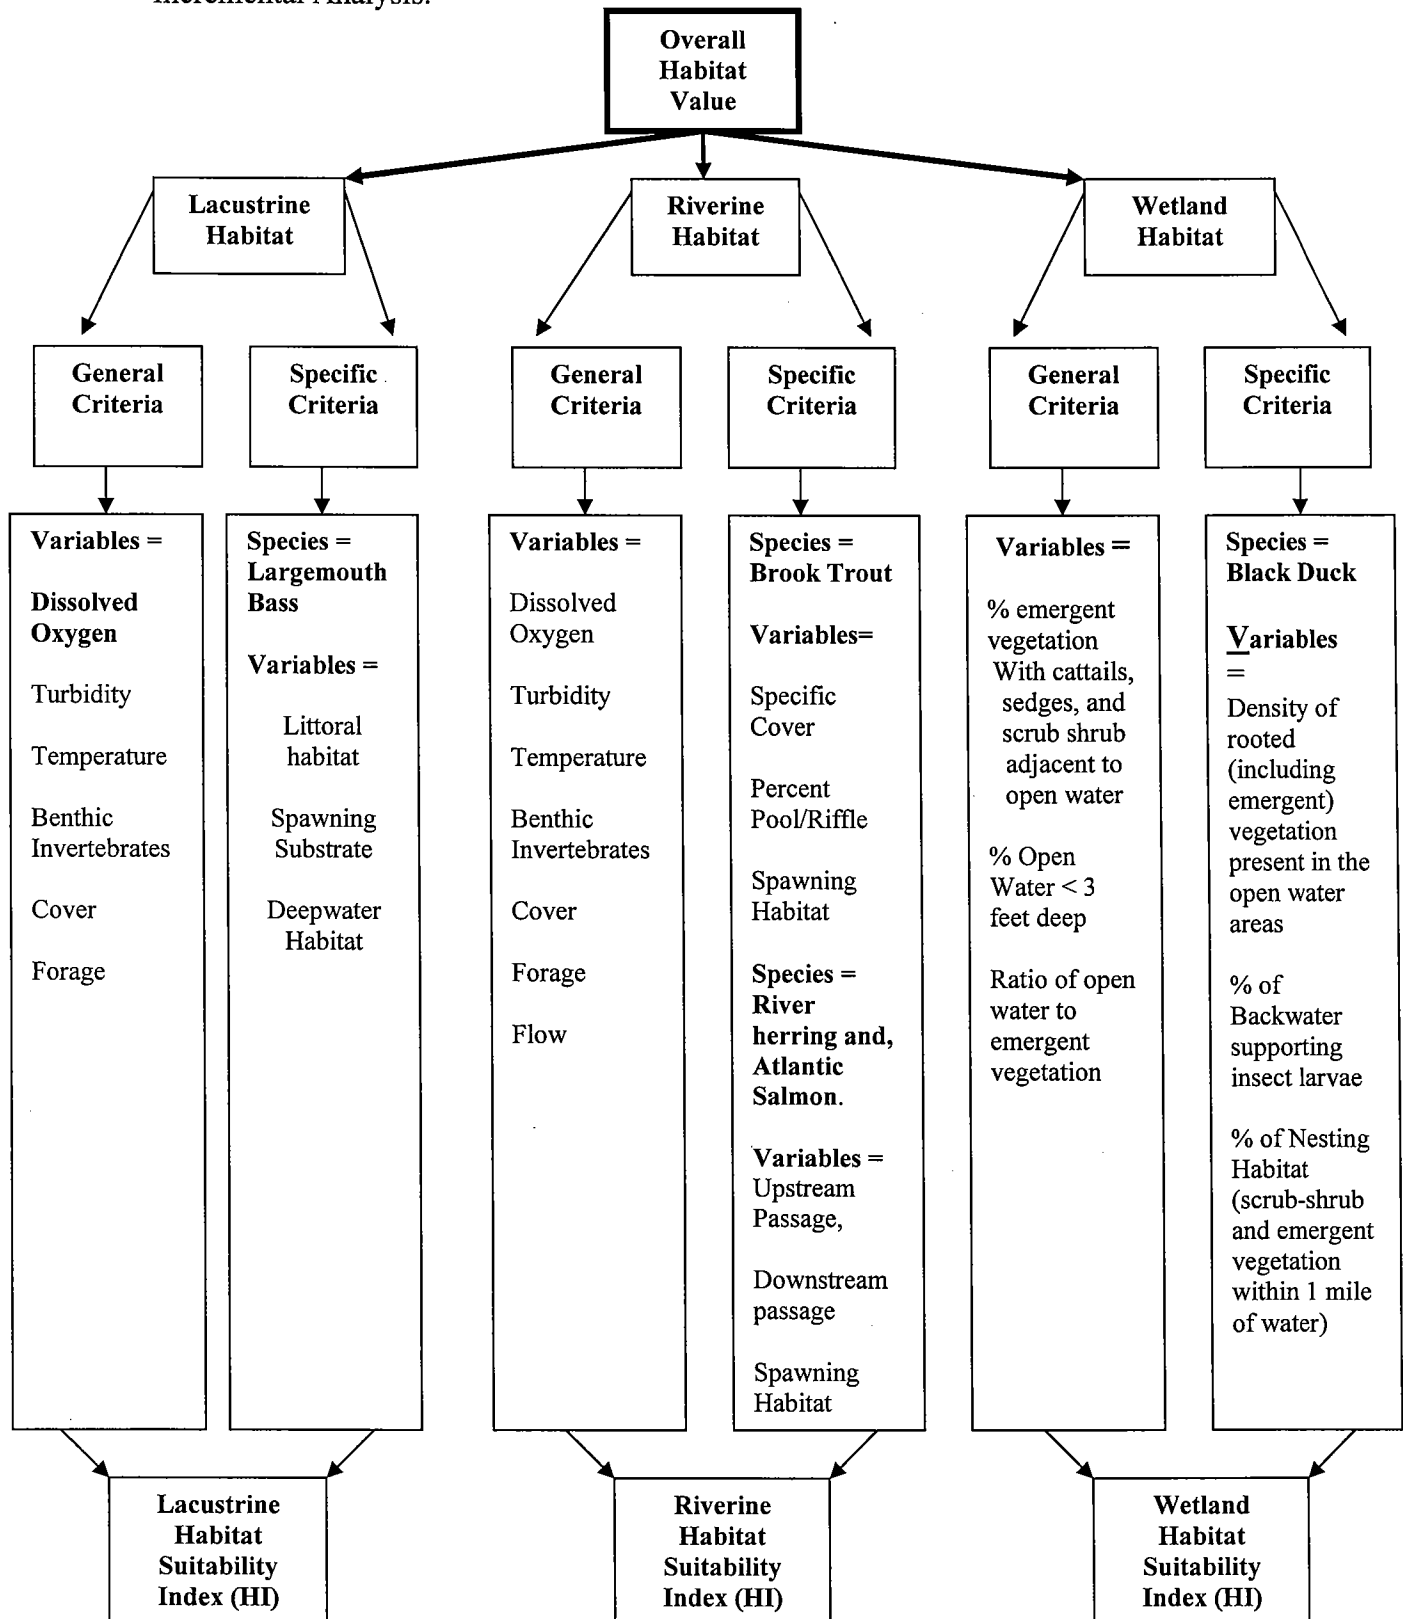 Incremental Analysis.
Overall
Habitat
Value
Lacustrine
Habitat
Riverine
Habitat
Wetland
Habitat
General
Criteria
Specific
Criteria
General
Criteria
Specific
Criteria
General
Criteria
Specific
Criteria
Variables =
Dissolved
Oxygen
Turbidity
Temperature
Benthic
Invertebrates
Cover
Forage
Species =
Largemouth
Bass
Variables =
Littoral
habitat
Spawning
Substrate
Deepwater
Habitat
Variables =
Dissolved
Oxygen
Turbidity
Temperature
Benthic
Invertebrates
Cover
Forage
Flow
Species =
Brook Trout
Variables=
Specific
Cover
Percent
Pool/Riffle
Spawning
Habitat
Species =
River
herring and,
Atlantic
Salmon.
Variables =
Upstream
Passage,
Downstream
passage
Spawning
Habitat
Variables =
% emergent
vegetation
With cattails,
sedges, and
scrub shrub
adjacent to
open water
% Open
Water < 3
feet deep
Ratio of open
water to
emergent
vegetation
Species =
Black Duck
Variables
=
Density of
rooted
(including
emergent)
vegetation
present in the
open water
areas
% of
Backwater
supporting
insect larvae
% of Nesting
Habitat
(scrub-shrub
and emergent
vegetation
within 1 mile
of water)
Lacustrine
Habitat
Suitability
Index (HI)
Riverine
Habitat
Suitability
Index (HI)
Wetland
Habitat
Suitability
Index (HI)